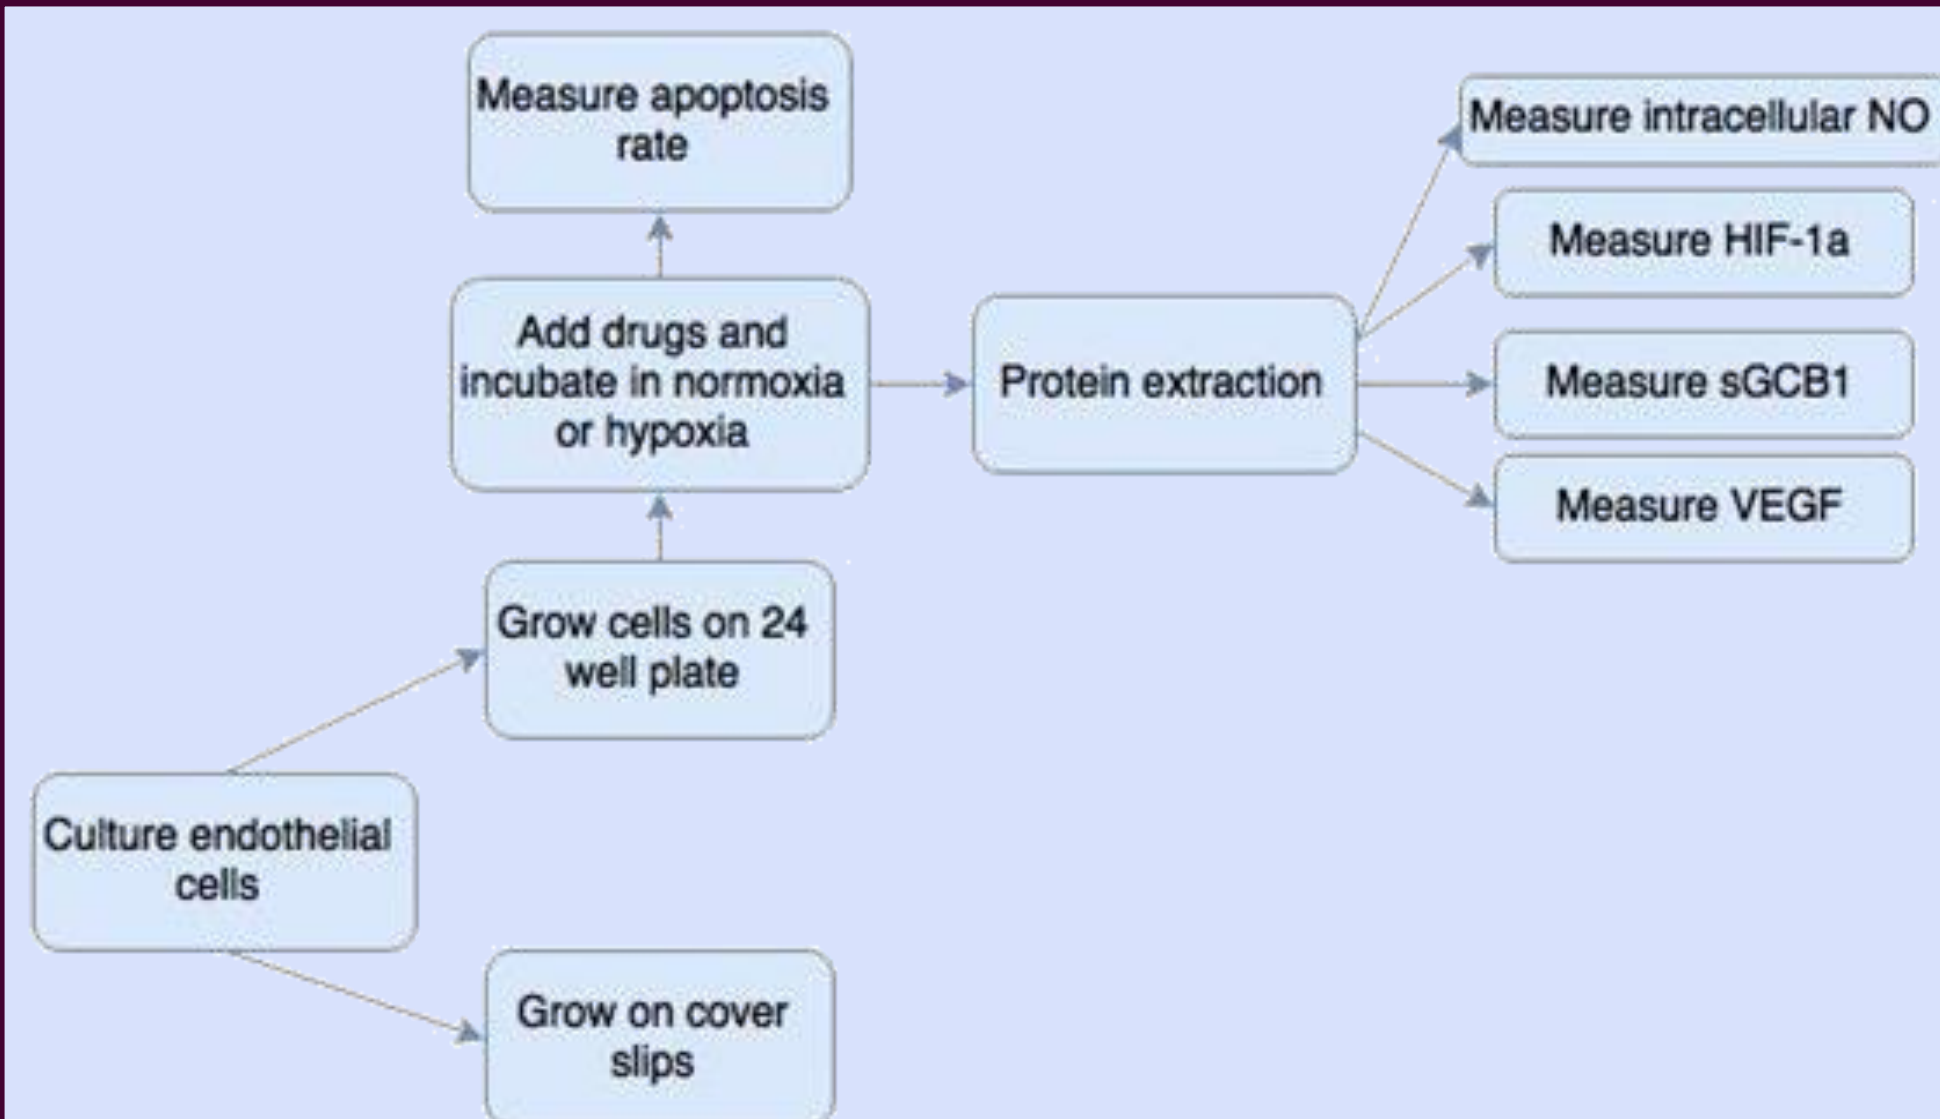 Measure apoptosis
rate
Measure intracellular NO
Measure HIF-1a
Add drugs and
incubate in normoxia
or hypoxia
Protein extraction
Measure sGCB1
Measure VEGF
Grow cells on 24
well plate
Culture endothelial
cells
Grow on cover
slips